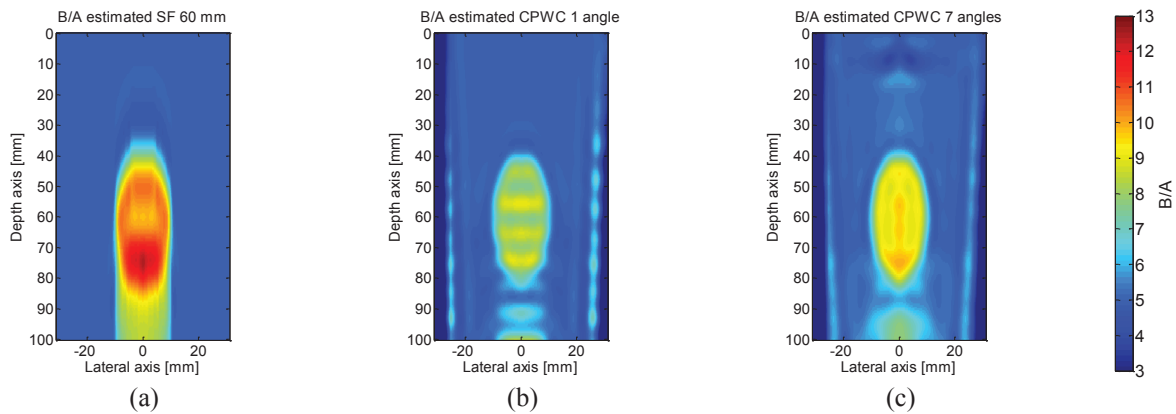 B/A estimated SF 60 mm
0
10
20
30
40
50
60
70
80
90
100
Depth axis [mm]
-20 0 20
Lateral axis [mm]
(a)
B/A estimated CPWC 1 angle
0
10
20
30
40
50
60
70
80
90
100
Depth axis [mm]
-20 0 20
Lateral axis [mm]
(b)
B/A estimated CPWC 7 angles
0
10
20
30
40
50
60
70
80
90
100
Depth axis [mm]
-20 0 20
Lateral axis [mm]
(c)
13
12
11
10
9
8
7
6
5
4
3
B/A